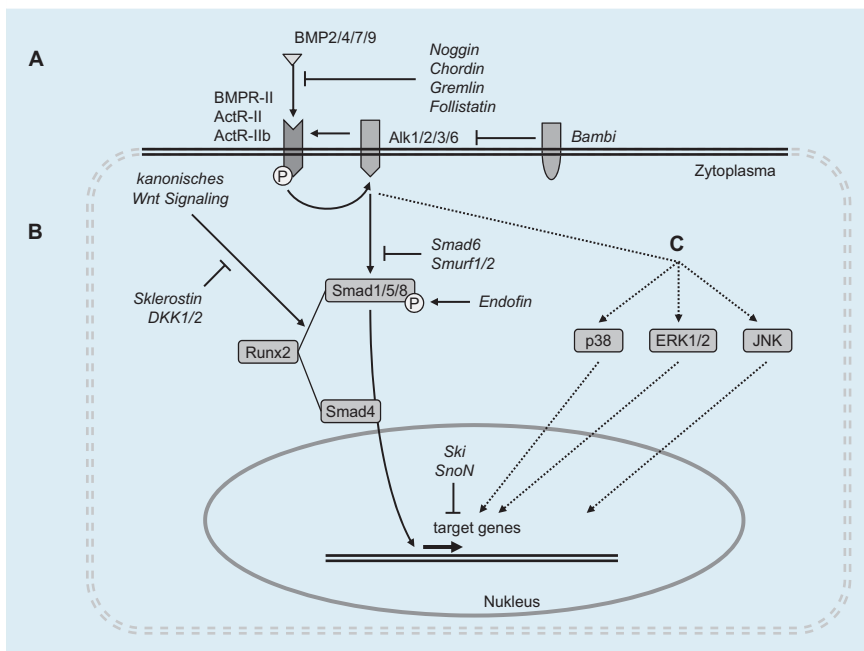 A
BMP2/4/7/9
Noggin
Chordin
Gremlin
Follistatin
BMPR-II
ActR-II
ActR-IIb
Alk1/2/3/6
Bambi
Zytoplasma
P
kanonisches
Wnt Signaling
B
C
Smad6
Smurf1/2
Sklerostin
DKK1/2
Smad1/5/8
P
Endofin
Runx2
p38
ERK1/2
JNK
Smad4
Ski
SnoN
target genes
Nukleus